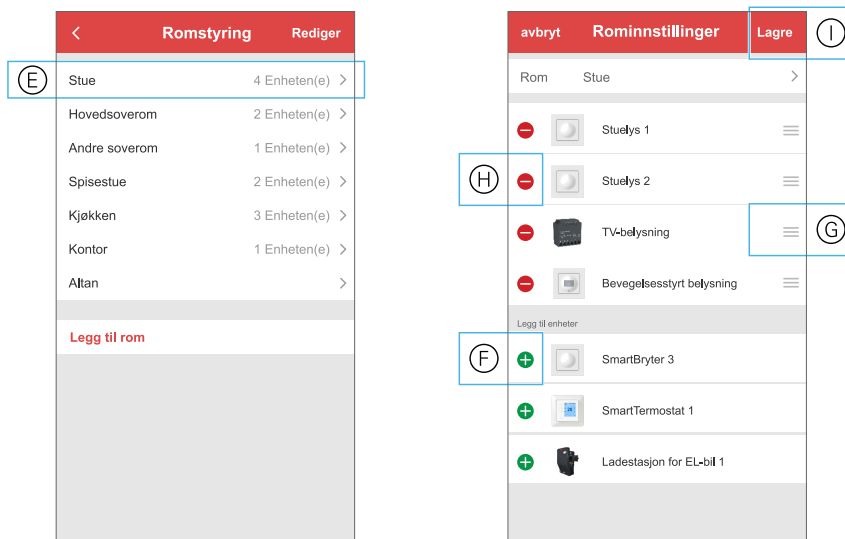 Romstyring Rediger
E
Stue 4 Enheten(e)
Hovedsoverom 2 Enheten(e)
Andre soverom 1 Enheten(e)
Spisestue 2 Enheten(e)
Kjøkken 3 Enheten(e)
Kontor 1 Enheten(e)
Altan
Legg til rom
avbryt Rominnstillinger Lagre
I
Rom Stue
Stuelys 1
H
Stuelys 2
TV-belysning
G
Bevegelsesstyrt belysning
Legg til enheter
F
SmartBryter 3
SmartTermostat 1
Ladestasjon for EL-bil 1